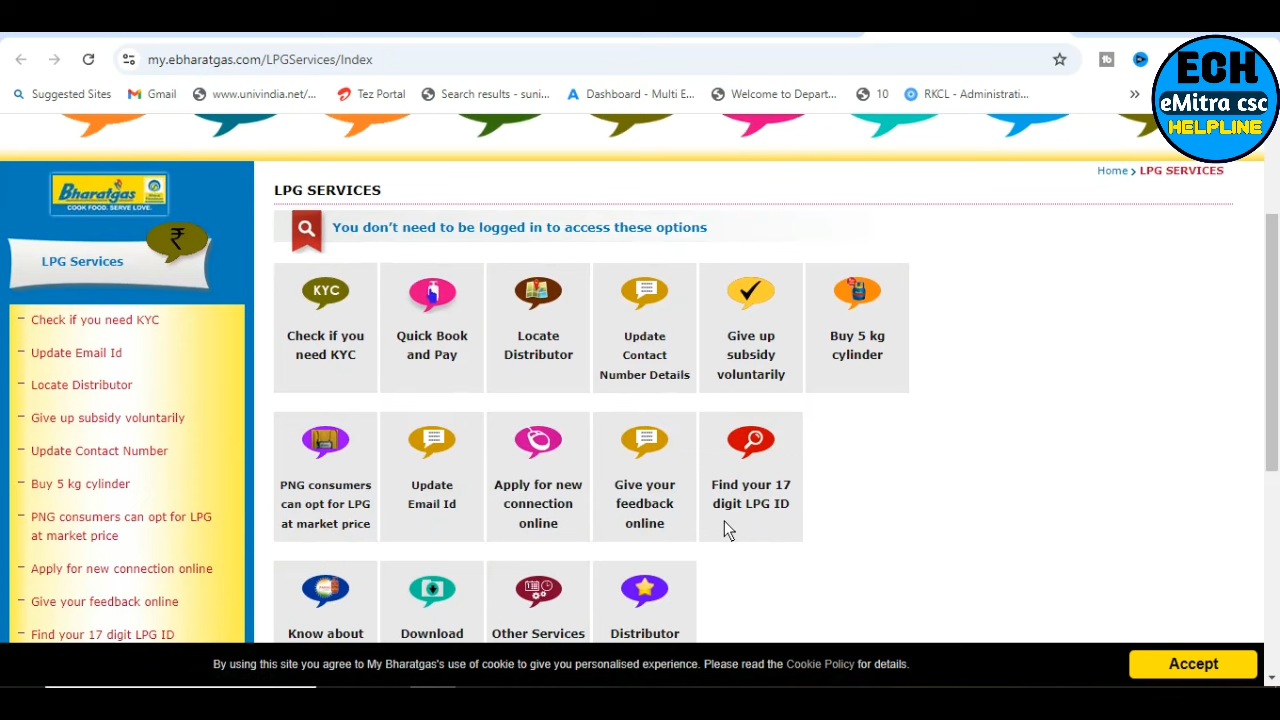 my.ebharatgas.com/LPGServices/Index
ECH
eMitra csc
HELPLINE
Suggested Sites
Gmail
www.univindia.net/...
Tez Portal
Search results - suni...
Dashboard - Multi E...
Welcome to Depart...
10
RKCL - Administrati...
»
Home > LPG SERVICES
Bharatgas
COOK FOOD. SERVE LOVE.
LPG Services
Check if you need KYC
Update Email Id
Locate Distributor
Give up subsidy voluntarily
Update Contact Number
Buy 5 kg cylinder
PNG consumers can opt for LPG
at market price
Apply for new connection online
Give your feedback online
Find your 17 digit LPG ID
LPG SERVICES
You don’t need to be logged in to access these options
KYC
Check if you
need KYC
Quick Book
and Pay
Locate
Distributor
Update
Contact
Number Details
Give up
subsidy
voluntarily
Buy 5 kg
cylinder
PNG consumers
can opt for LPG
at market price
Update
Email Id
Apply for new
connection
online
Give your
feedback
online
Find your 17
digit LPG ID
Know about
Download
Other Services
Distributor
By using this site you agree to My Bharatgas's use of cookie to give you personalised experience. Please read the Cookie Policy for details.
Accept